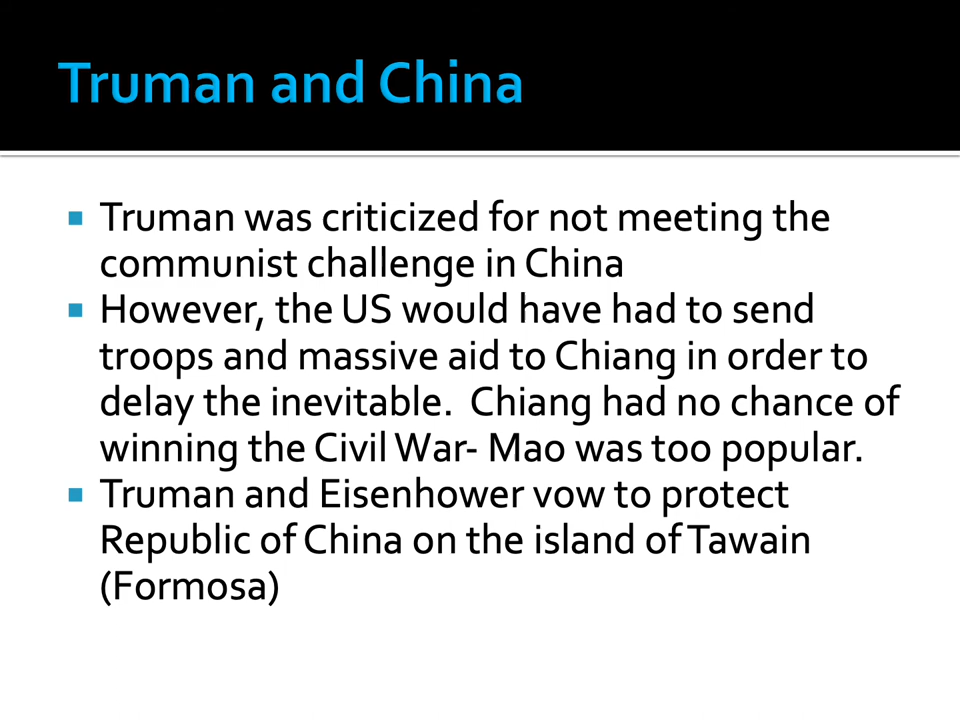 Truman and China
▪ Truman was criticized for not meeting the
communist challenge in China
▪ However, the US would have had to send
troops and massive aid to Chiang in order to
delay the inevitable.  Chiang had no chance of
winning the Civil War- Mao was too popular.
▪ Truman and Eisenhower vow to protect
Republic of China on the island of Tawain
(Formosa)